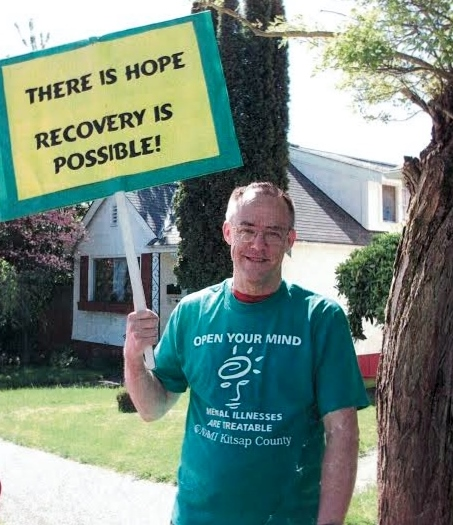 THERE IS HOPE
RECOVERY IS
POSSIBLE!
OPEN YOUR MIND
MENTAL ILLNESSES
ARE TREATABLE
NAMI Kitsap County